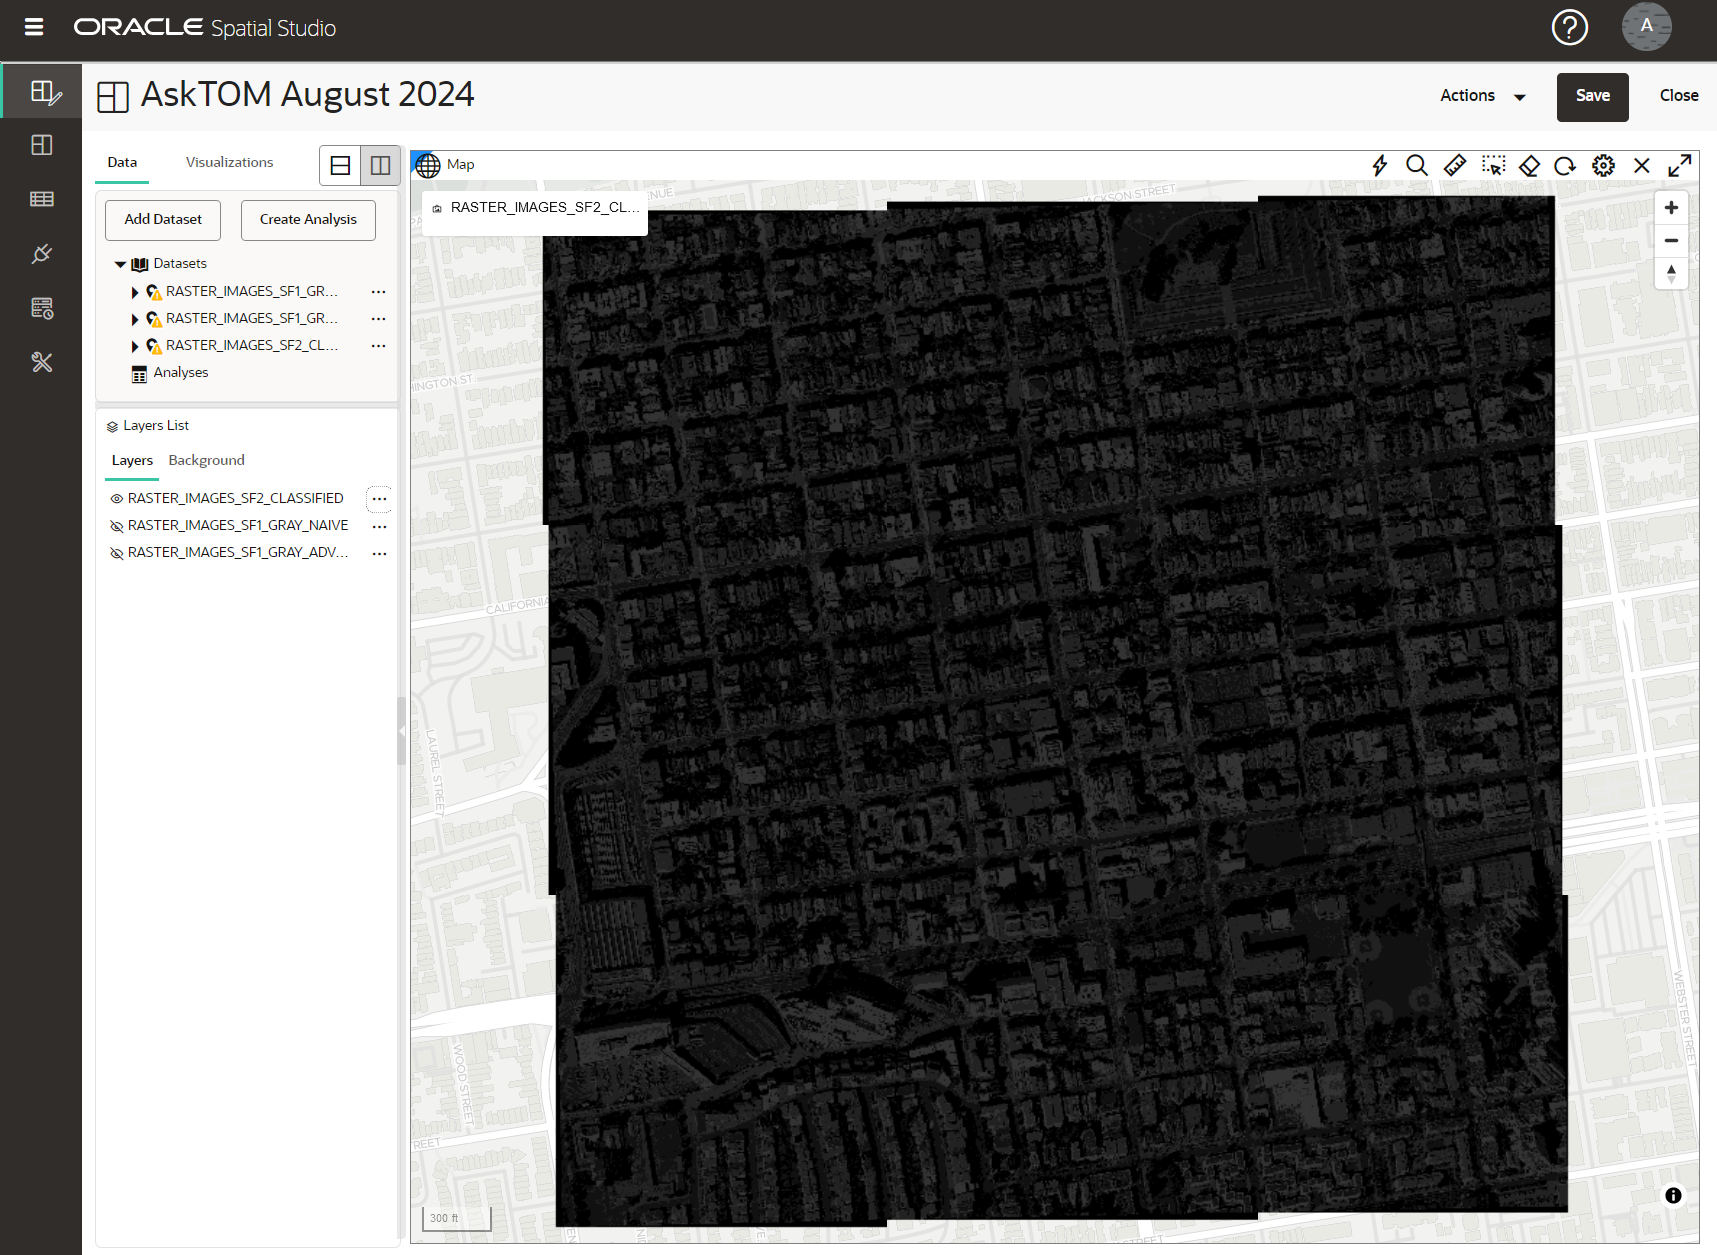 ORACLE Spatial Studio
A
AskTOM August 2024
Actions
Save
Close
Data
Visualizations
Map
Add Dataset
Create Analysis
Datasets
RASTER_IMAGES_SF1_GR...
RASTER_IMAGES_SF1_GR...
RASTER_IMAGES_SF2_CL...
Analyses
Layers List
Layers
Background
RASTER_IMAGES_SF2_CLASSIFIED
RASTER_IMAGES_SF1_GRAY_NAIVE
RASTER_IMAGES_SF1_GRAY_ADV...
RASTER_IMAGES_SF2_CL...
JACKSON STREET
CALIFORNIA
LAUREL STREET
WOOD STREET
WEBSTER STREET
300 ft